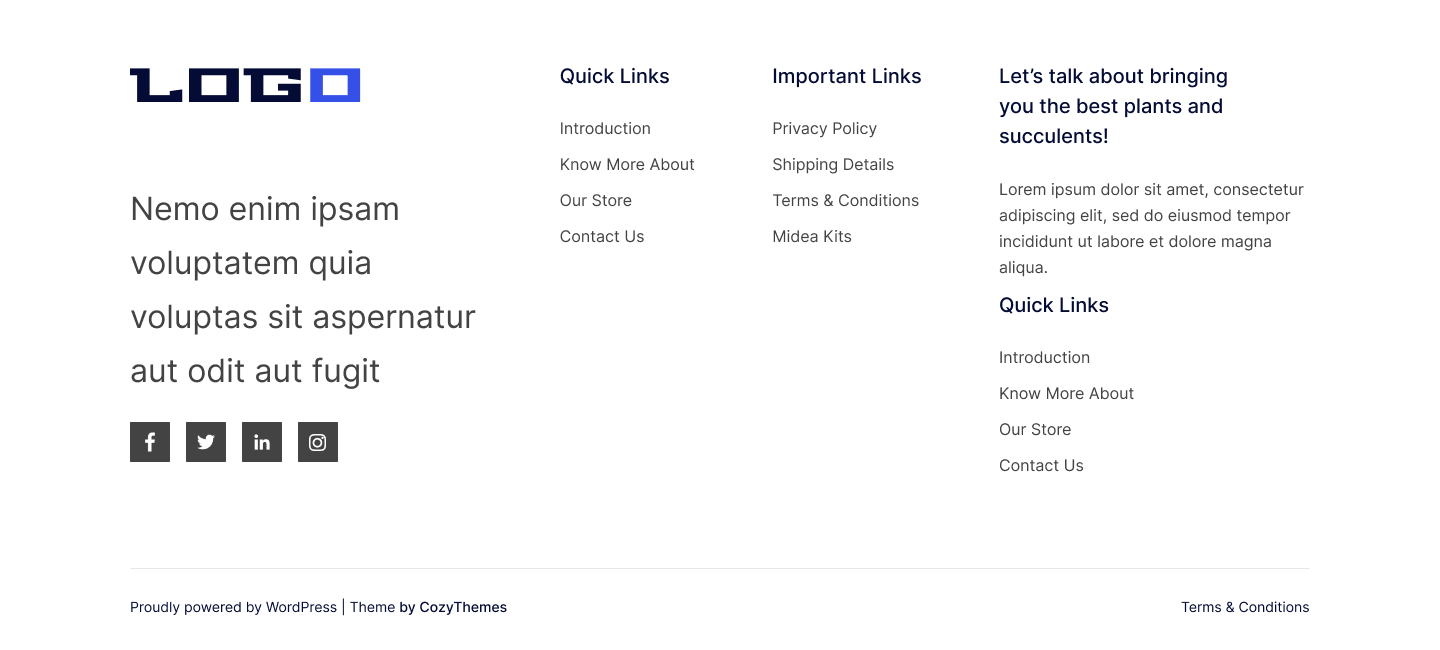 LOGO
Nemo enim ipsam
voluptatem quia
voluptas sit aspernatur
aut odit aut fugit
Quick Links
Introduction
Know More About
Our Store
Contact Us
Important Links
Privacy Policy
Shipping Details
Terms & Conditions
Midea Kits
Let’s talk about bringing
you the best plants and
succulents!
Lorem ipsum dolor sit amet, consectetur
adipiscing elit, sed do eiusmod tempor
incididunt ut labore et dolore magna
aliqua.
Quick Links
Introduction
Know More About
Our Store
Contact Us
Proudly powered by WordPress | Theme by CozyThemes
Terms & Conditions